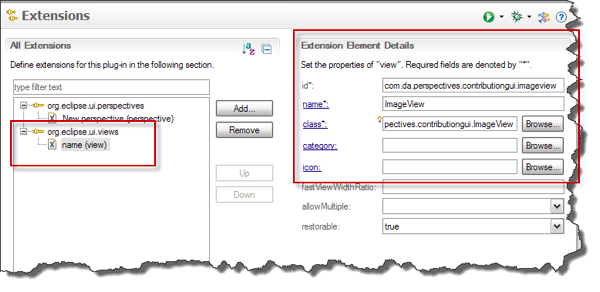 Extensions
All Extensions
Define extensions for this plug-in in the following section.
type filter text
org.eclipse.ui.perspectives
New perspective (perspective)
org.eclipse.ui.views
name (view)
Add...
Remove
Up
Down
Extension Element Details
Set the properties of "view". Required fields are denoted by "*".
id*: com.da.perspectives.contributiongui.imageview
name*: ImageView
class*: pectives.contributiongui.ImageView Browse...
category: Browse...
icon: Browse...
fastViewWidthRatio:
allowMultiple:
restorable: true